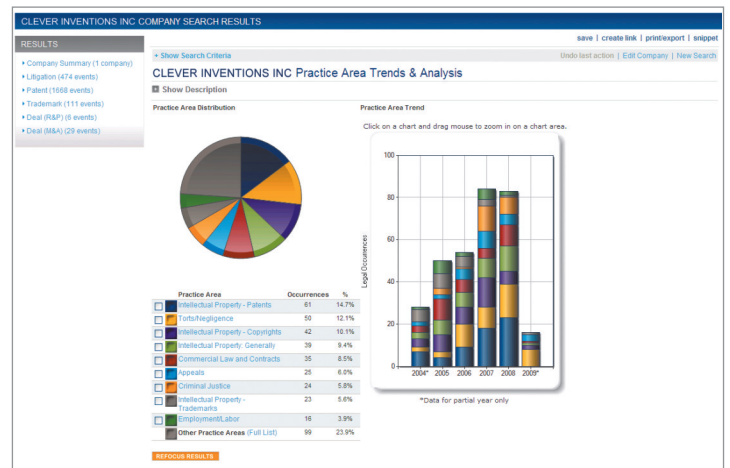 CLEVER INVENTIONS INC COMPANY SEARCH RESULTS
save | create link | print/export | snippet
RESULTS
Company Summary (1 company)
Litigation (474 events)
Patent (1668 events)
Trademark (111 events)
Deal (R&P) (6 events)
Deal (M&A) (29 events)
+ Show Search Criteria
Undo last action | Edit Company | New Search
CLEVER INVENTIONS INC Practice Area Trends & Analysis
Show Description
Practice Area Distribution
Practice Area Trend
Click on a chart and drag mouse to zoom in on a chart area.
Legal Occurrences
100
80
60
40
20
0
2004* 2005 2006 2007 2008 2009*
*Data for partial year only
Practice Area Occurrences %
Intellectual Property - Patents 61 14.7%
Torts/Negligence 50 12.1%
Intellectual Property - Copyrights 42 10.1%
Intellectual Property: Generally 39 9.4%
Commercial Law and Contracts 35 8.5%
Appeals 25 6.0%
Criminal Justice 24 5.8%
Intellectual Property - 23 5.6%
Trademarks
Employment/Labor 16 3.9%
Other Practice Areas (Full List) 99 23.9%
REFOCUS RESULTS